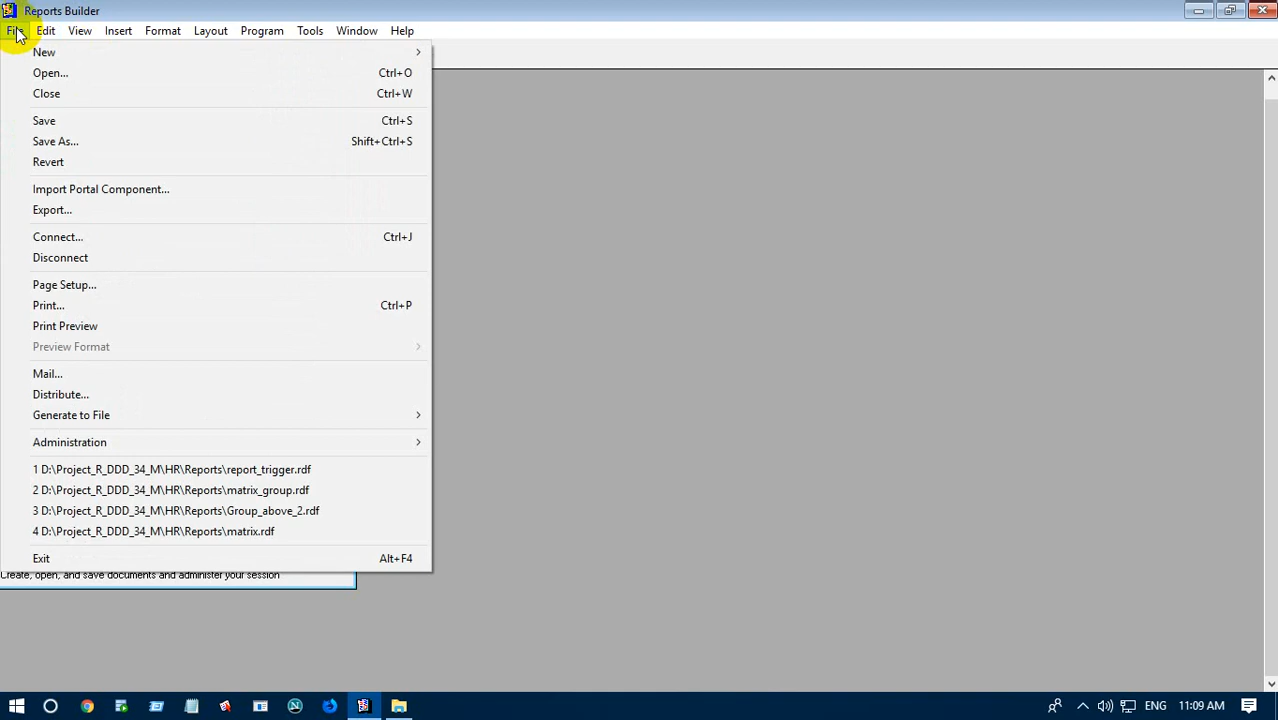 Reports Builder
File Edit View Insert Format Layout Program Tools Window Help
New
Open... Ctrl+O
Close Ctrl+W
Save Ctrl+S
Save As... Shift+Ctrl+S
Revert
Import Portal Component...
Export...
Connect... Ctrl+J
Disconnect
Page Setup...
Print... Ctrl+P
Print Preview
Preview Format
Mail...
Distribute...
Generate to File
Administration
1 D:\Project_R_DDD_34_M\HR\Reports\report_trigger.rdf
2 D:\Project_R_DDD_34_M\HR\Reports\matrix_group.rdf
3 D:\Project_R_DDD_34_M\HR\Reports\Group_above_2.rdf
4 D:\Project_R_DDD_34_M\HR\Reports\matrix.rdf
Exit Alt+F4
Create, open, and save documents and administer your session
ENG 11:09 AM